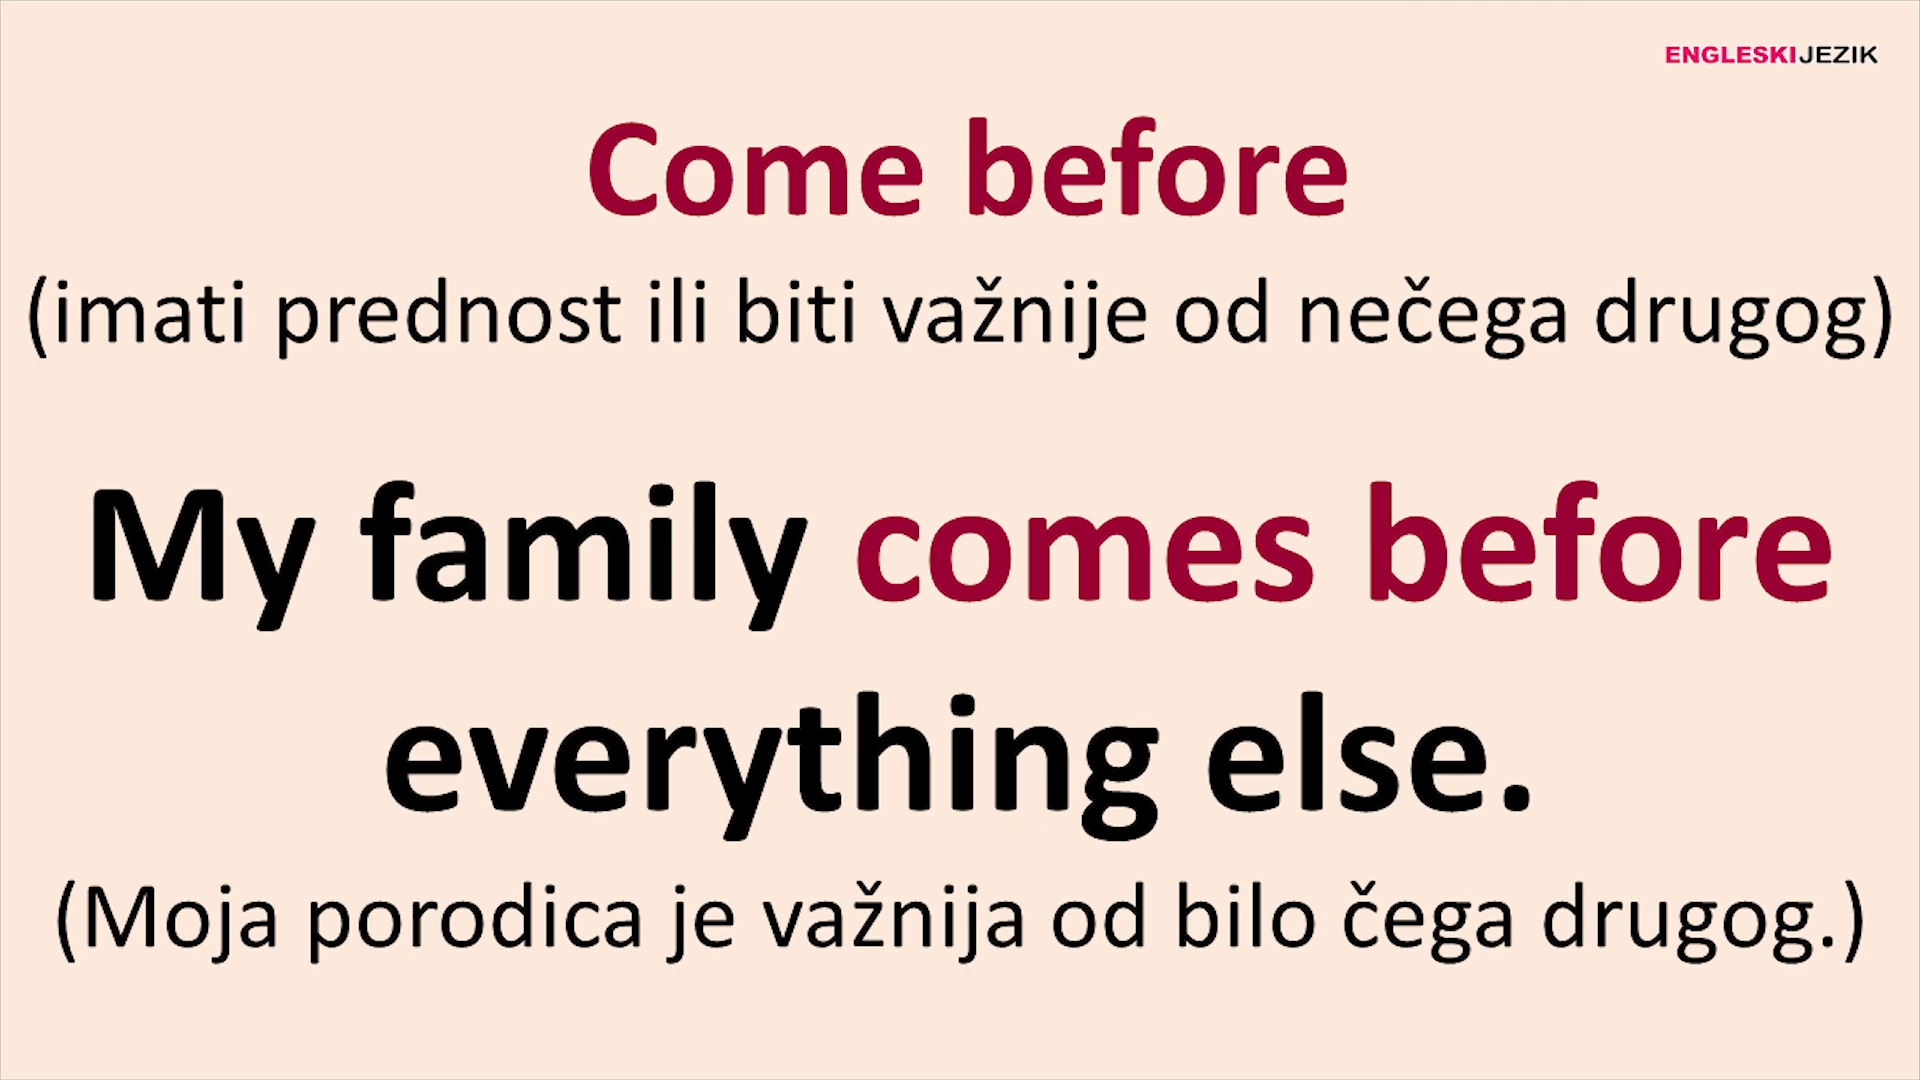 ENGLESKIJEZIK
Come before
(imati prednost ili biti važnije od nečega drugog)
My family comes before
everything else.
(Moja porodica je važnija od bilo čega drugog.)